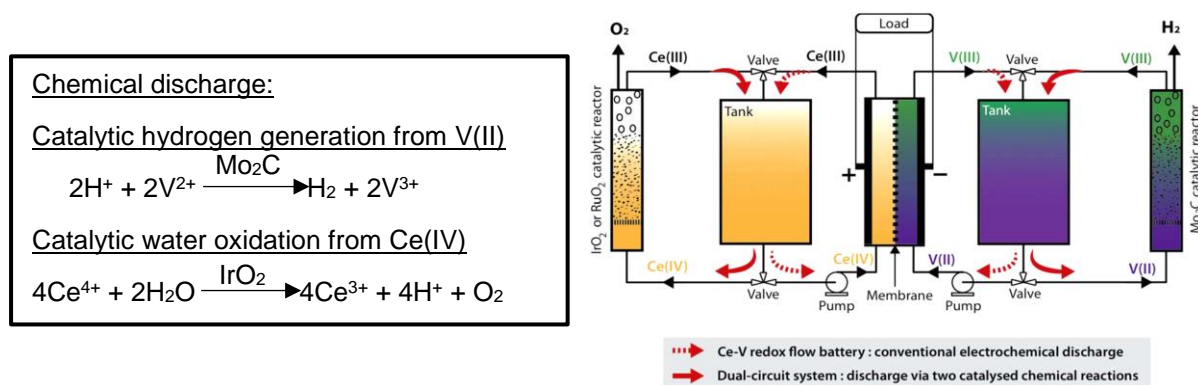 Chemical discharge:
Catalytic hydrogen generation from V(II)
Mo₂C
2H⁺ + 2V²⁺ ⟶ H₂ + 2V³⁺
Catalytic water oxidation from Ce(IV)
IrO₂
4Ce⁴⁺ + 2H₂O ⟶ 4Ce³⁺ + 4H⁺ + O₂
O₂
Load
H₂
Ce(III)
Valve
Ce(III)
V(III)
Valve
V(III)
Tank
Tank
IrO₂ or RuO₂ catalytic reactor
+
−
Mo₂C catalytic reactor
Ce(IV)
Ce(IV)
V(II)
V(II)
Valve
Pump
Membrane
Pump
Valve
Ce-V redox flow battery : conventional electrochemical discharge
Dual-circuit system : discharge via two catalysed chemical reactions